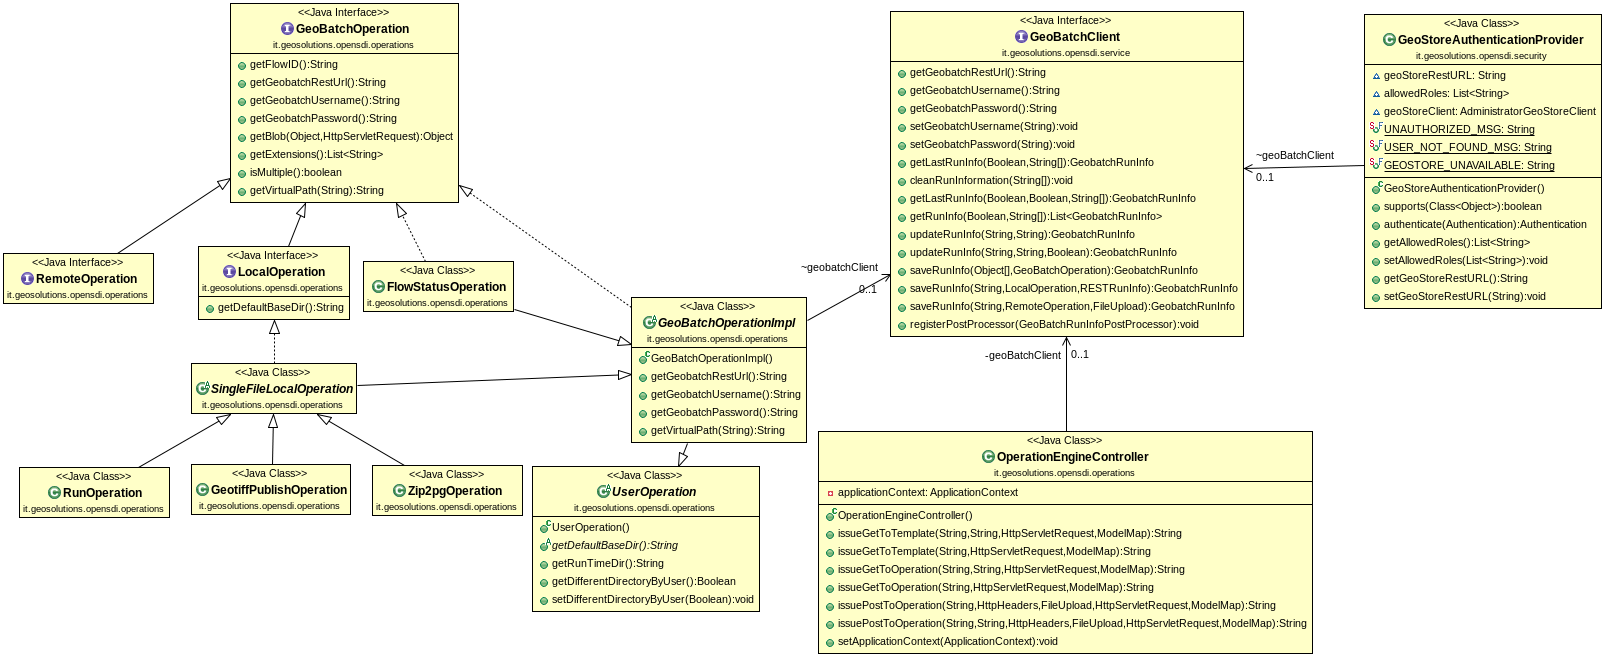 <<Java Interface>>
GeoBatchOperation
it.geosolutions.opensdi.operations
getFlowID():String
getGeobatchRestUrl():String
getGeobatchUsername():String
getGeobatchPassword():String
getBlob(Object,HttpServletRequest):Object
getExtensions():List<String>
isMultiple():boolean
getVirtualPath(String):String
<<Java Interface>>
RemoteOperation
it.geosolutions.opensdi.operations
<<Java Interface>>
LocalOperation
it.geosolutions.opensdi.operations
getDefaultBaseDir():String
<<Java Class>>
FlowStatusOperation
it.geosolutions.opensdi.operations
<<Java Class>>
SingleFileLocalOperation
it.geosolutions.opensdi.operations
<<Java Class>>
RunOperation
it.geosolutions.opensdi.operations
<<Java Class>>
GeotiffPublishOperation
it.geosolutions.opensdi.operations
<<Java Class>>
Zip2pgOperation
it.geosolutions.opensdi.operations
<<Java Class>>
GeoBatchOperationImpl
it.geosolutions.opensdi.operations
GeoBatchOperationImpl()
getGeobatchRestUrl():String
getGeobatchUsername():String
getGeobatchPassword():String
getVirtualPath(String):String
<<Java Class>>
UserOperation
it.geosolutions.opensdi.operations
UserOperation()
getDefaultBaseDir():String
getRunTimeDir():String
getDifferentDirectoryByUser():Boolean
setDifferentDirectoryByUser(Boolean):void
~geobatchClient
0..1
<<Java Interface>>
GeoBatchClient
it.geosolutions.opensdi.service
getGeobatchRestUrl():String
getGeobatchUsername():String
getGeobatchPassword():String
setGeobatchUsername(String):void
setGeobatchPassword(String):void
getLastRunInfo(Boolean,String[]):GeobatchRunInfo
cleanRunInformation(String[]):void
getLastRunInfo(Boolean,Boolean,String[]):GeobatchRunInfo
getRunInfo(Boolean,String[]):List<GeobatchRunInfo>
updateRunInfo(String,String):GeobatchRunInfo
updateRunInfo(String,String,Boolean):GeobatchRunInfo
saveRunInfo(Object[],GeoBatchOperation):GeobatchRunInfo
saveRunInfo(String,LocalOperation,RESTRunInfo):GeobatchRunInfo
saveRunInfo(String,RemoteOperation,FileUpload):GeobatchRunInfo
registerPostProcessor(GeoBatchRunInfoPostProcessor):void
~geoBatchClient
0..1
<<Java Class>>
GeoStoreAuthenticationProvider
it.geosolutions.opensdi.security
geoStoreRestURL: String
allowedRoles: List<String>
geoStoreClient: AdministratorGeoStoreClient
UNAUTHORIZED_MSG: String
USER_NOT_FOUND_MSG: String
GEOSTORE_UNAVAILABLE: String
GeoStoreAuthenticationProvider()
supports(Class<Object>):boolean
authenticate(Authentication):Authentication
getAllowedRoles():List<String>
setAllowedRoles(List<String>):void
getGeoStoreRestURL():String
setGeoStoreRestURL(String):void
-geoBatchClient
0..1
<<Java Class>>
OperationEngineController
it.geosolutions.opensdi.operations
applicationContext: ApplicationContext
OperationEngineController()
issueGetToTemplate(String,String,HttpServletRequest,ModelMap):String
issueGetToTemplate(String,HttpServletRequest,ModelMap):String
issueGetToOperation(String,String,HttpServletRequest,ModelMap):String
issueGetToOperation(String,HttpServletRequest,ModelMap):String
issuePostToOperation(String,HttpHeaders,FileUpload,HttpServletRequest,ModelMap):String
issuePostToOperation(String,String,HttpHeaders,FileUpload,HttpServletRequest,ModelMap):String
setApplicationContext(ApplicationContext):void